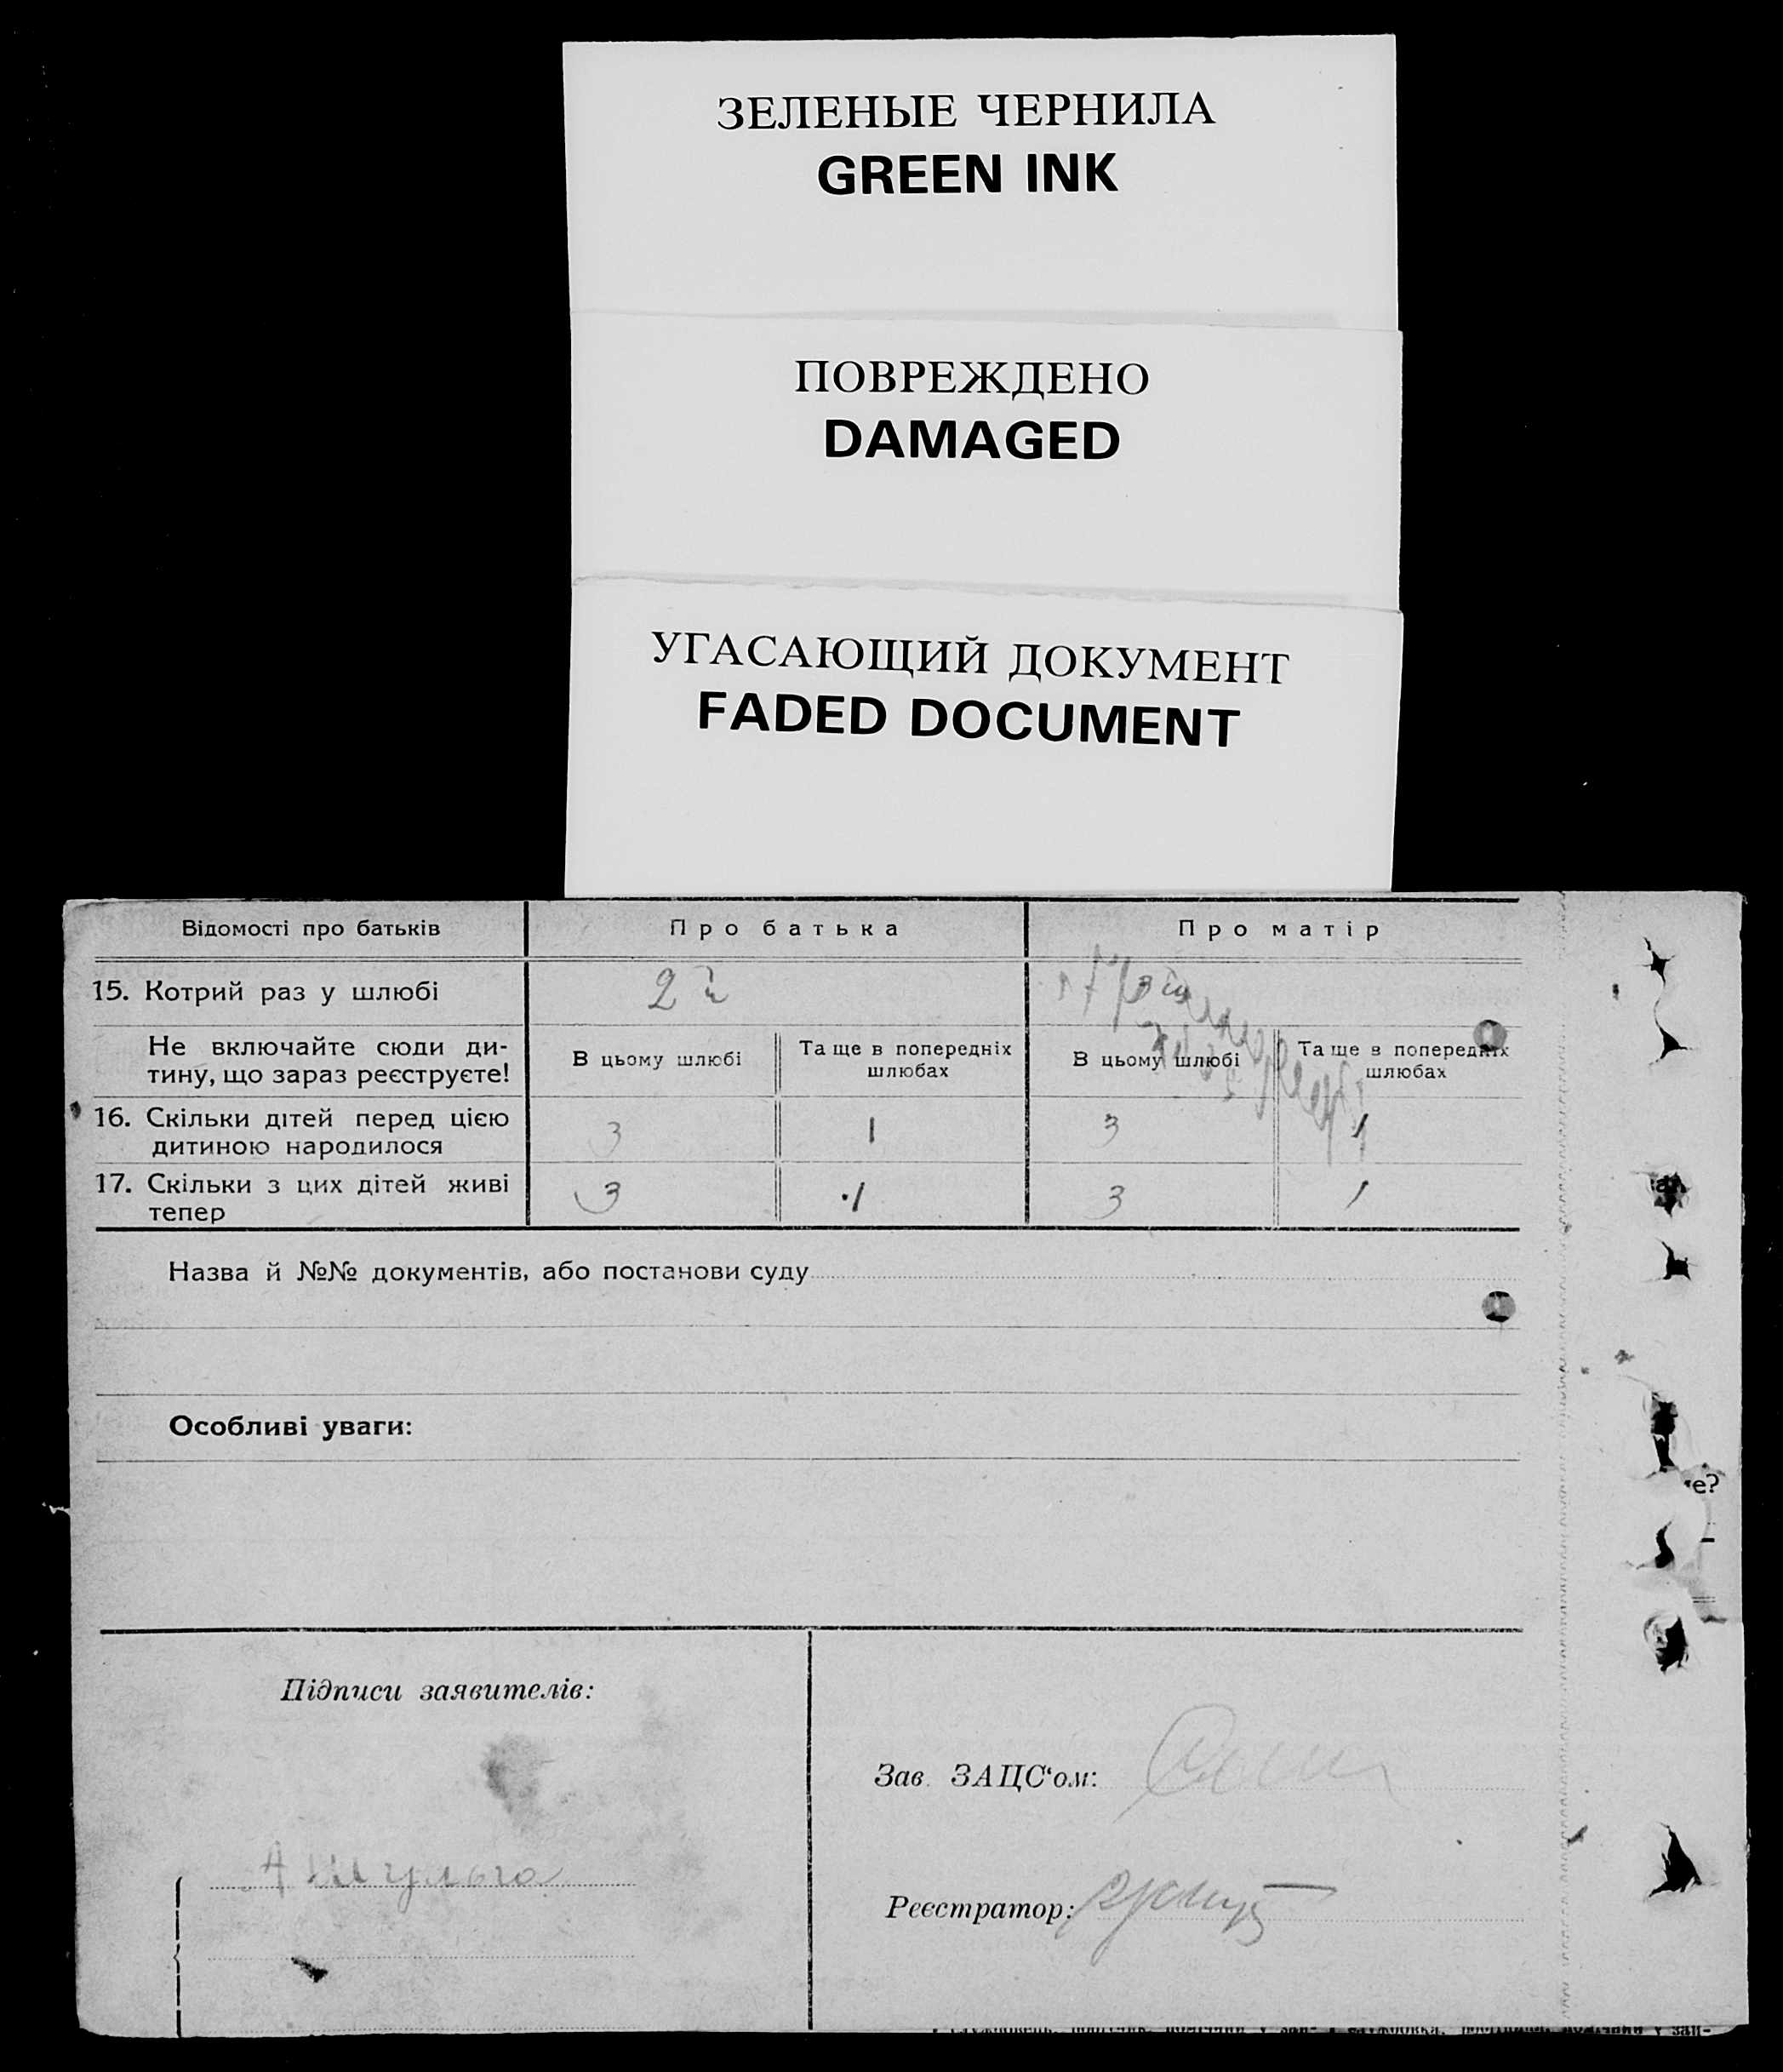 ЗЕЛЕНЫЕ ЧЕРНИЛА
GREEN INK
ПОВРЕЖДЕНО
DAMAGED
УГАСАЮЩИЙ ДОКУМЕНТ
FADED DOCUMENT
Відомості про батьків Про батька Про матір
15. Котрий раз у шлюбі 2
Не включайте сюди ди-
тину, що зараз реєструєте!
В цьому шлюбі
Та ще в попередніх
шлюбах
В цьому шлюбі
Та ще в попередніх
шлюбах
16. Скільки дітей перед цією
дитиною народилося
3 1 3 1
17. Скільки з цих дітей живі
тепер
3 1 3 1
Назва й №№ документів, або постанови суду
Особливі уваги:
Підписи заявителів:
Зав. ЗАЦС'ом:
Реєстратор:
че?